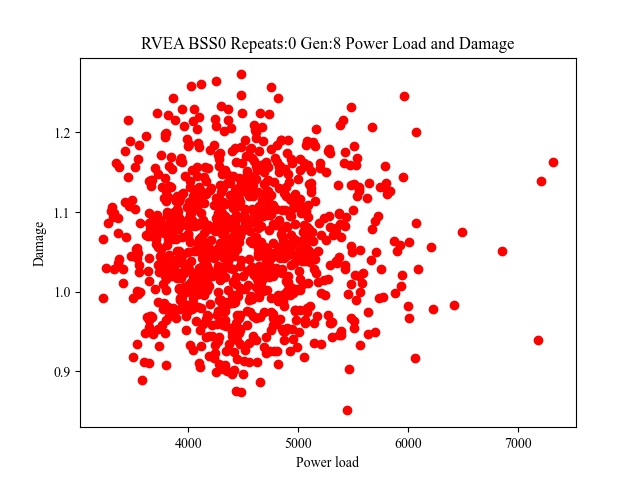 RVEA BSS0 Repeats:0 Gen:8 Power Load and Damage
Damage
1.2
1.1
1.0
0.9
4000 5000 6000 7000
Power load